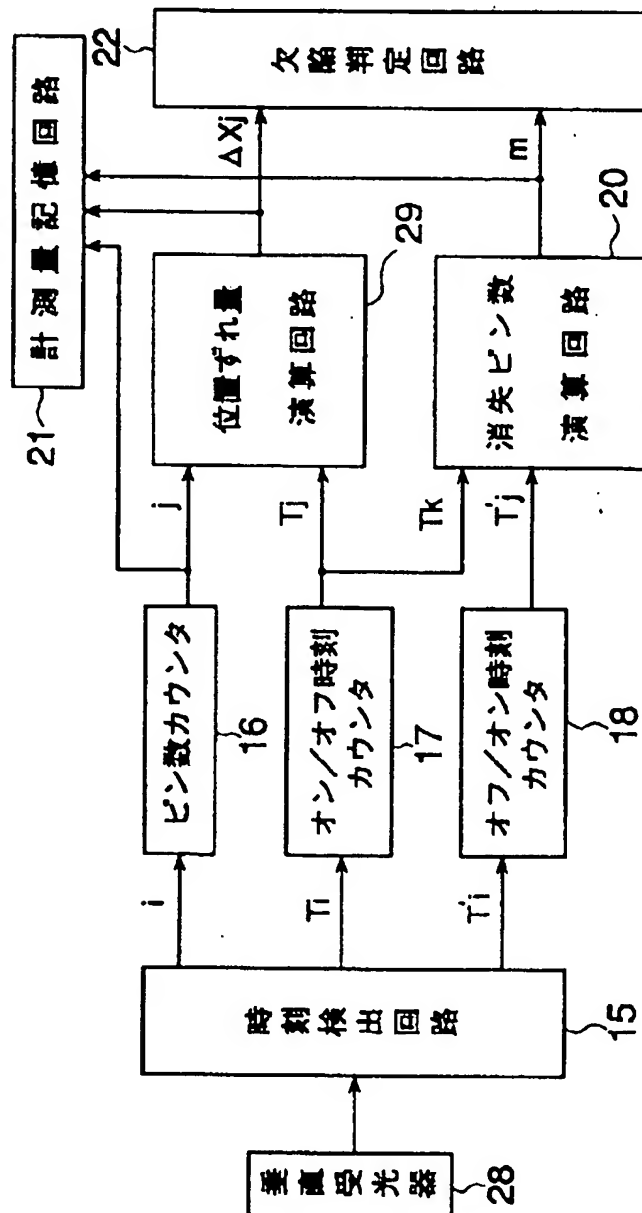 垂直受光器
28
時刻検出回路
15
i
Ti
T'i
ピン数カウンタ
16
オン/オフ時刻
カウンタ
17
オフ/オン時刻
カウンタ
18
j
Tj
Tk
T'j
位置ずれ量
演算回路
29
消失ピン数
演算回路
20
計測量記憶回路
21
ΔXj
m
欠陥判定回路
22